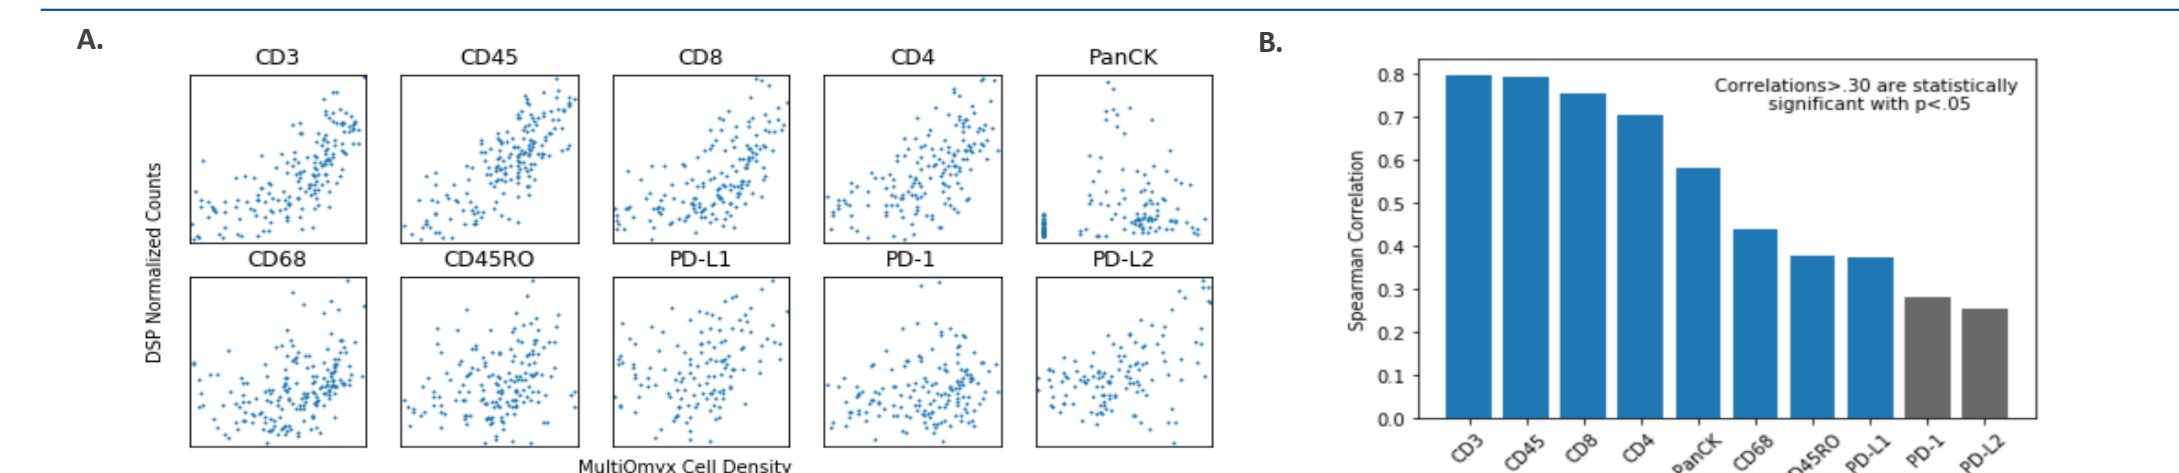 A.
CD3
CD45
CD8
CD4
PanCK
CD68
CD45RO
PD-L1
PD-1
PD-L2
DSP Normalized Counts
MultiOmyx Cell Density
B.
Correlations>.30 are statistically
significant with p<.05
Spearman Correlation
0.8
0.7
0.6
0.5
0.4
0.3
0.2
0.1
0.0
CD3
CD45
CD8
CD4
PanCK
CD68
D45RO
PD-L1
PD-1
PD-L2